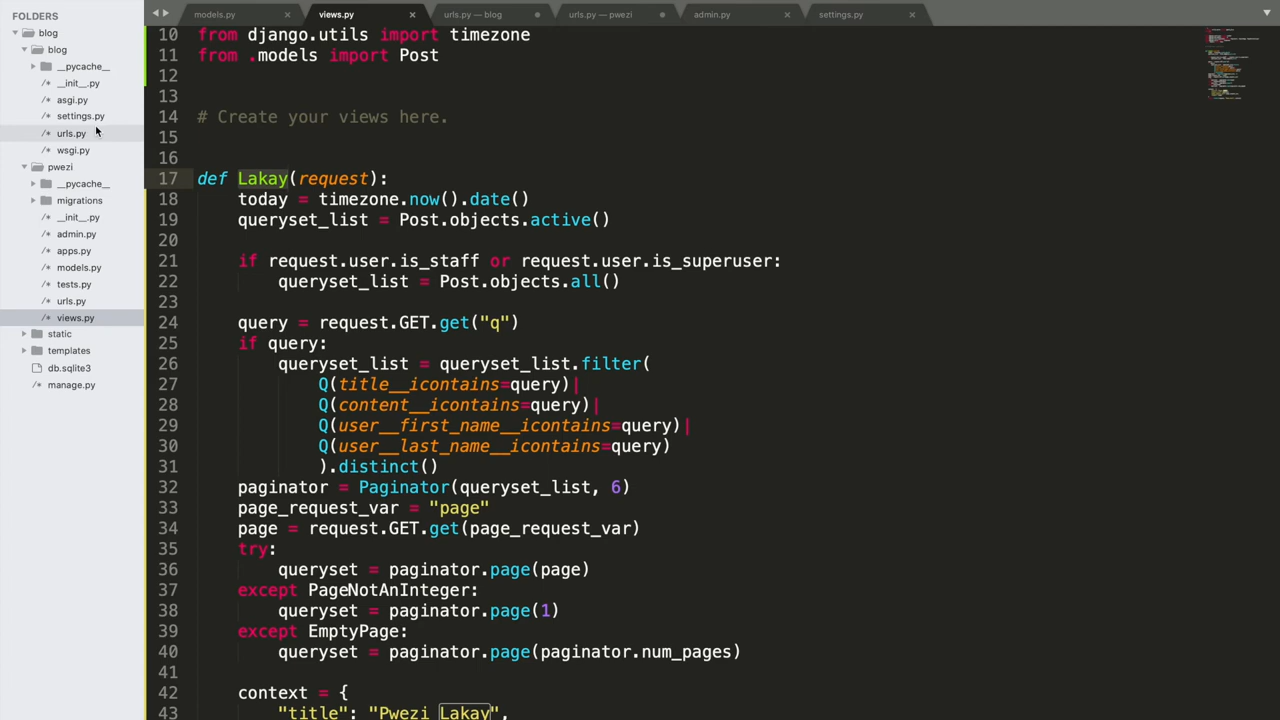 FOLDERS
blog
blog
__pycache__
/* __init__.py
/* asgi.py
/* settings.py
/* urls.py
/* wsgi.py
pwezi
__pycache__
migrations
/* __init__.py
/* admin.py
/* apps.py
/* models.py
/* tests.py
/* urls.py
/* views.py
static
templates
db.sqlite3
/* manage.py
models.py × views.py × urls.py — blog urls.py — pwezi admin.py × settings.py ×
10 from django.utils import timezone
11 from .models import Post
12
13
14 # Create your views here.
15
16
17 def Lakay(request):
18 today = timezone.now().date()
19 queryset_list = Post.objects.active()
20
21 if request.user.is_staff or request.user.is_superuser:
22 queryset_list = Post.objects.all()
23
24 query = request.GET.get("q")
25 if query:
26 queryset_list = queryset_list.filter(
27 Q(title__icontains=query)|
28 Q(content__icontains=query)|
29 Q(user__first_name__icontains=query)|
30 Q(user__last_name__icontains=query)
31 ).distinct()
32 paginator = Paginator(queryset_list, 6)
33 page_request_var = "page"
34 page = request.GET.get(page_request_var)
35 try:
36 queryset = paginator.page(page)
37 except PageNotAnInteger:
38 queryset = paginator.page(1)
39 except EmptyPage:
40 queryset = paginator.page(paginator.num_pages)
41
42 context = {
43 "title": "Pwezi Lakay",